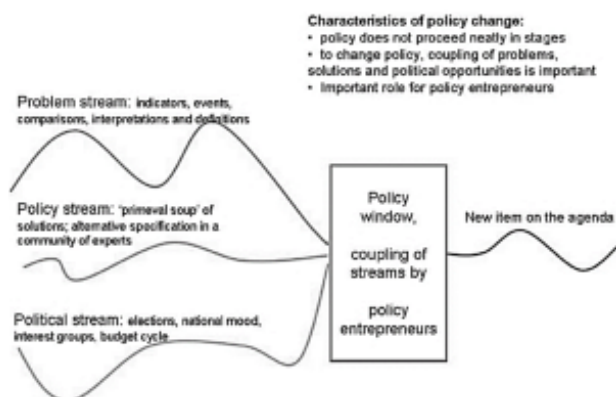 Characteristics of policy change:
• policy does not proceed neatly in stages
• to change policy, coupling of problems,
solutions and political opportunities is important
• Important role for policy entrepreneurs
Problem stream: indicators, events,
comparisons, interpretations and definitions
Policy stream: 'primeval soup' of
solutions; alternative specification in a
community of experts
Political stream: elections, national mood,
interest groups, budget cycle
Policy
window,
coupling of
streams by
policy
entrepreneurs
New item on the agenda